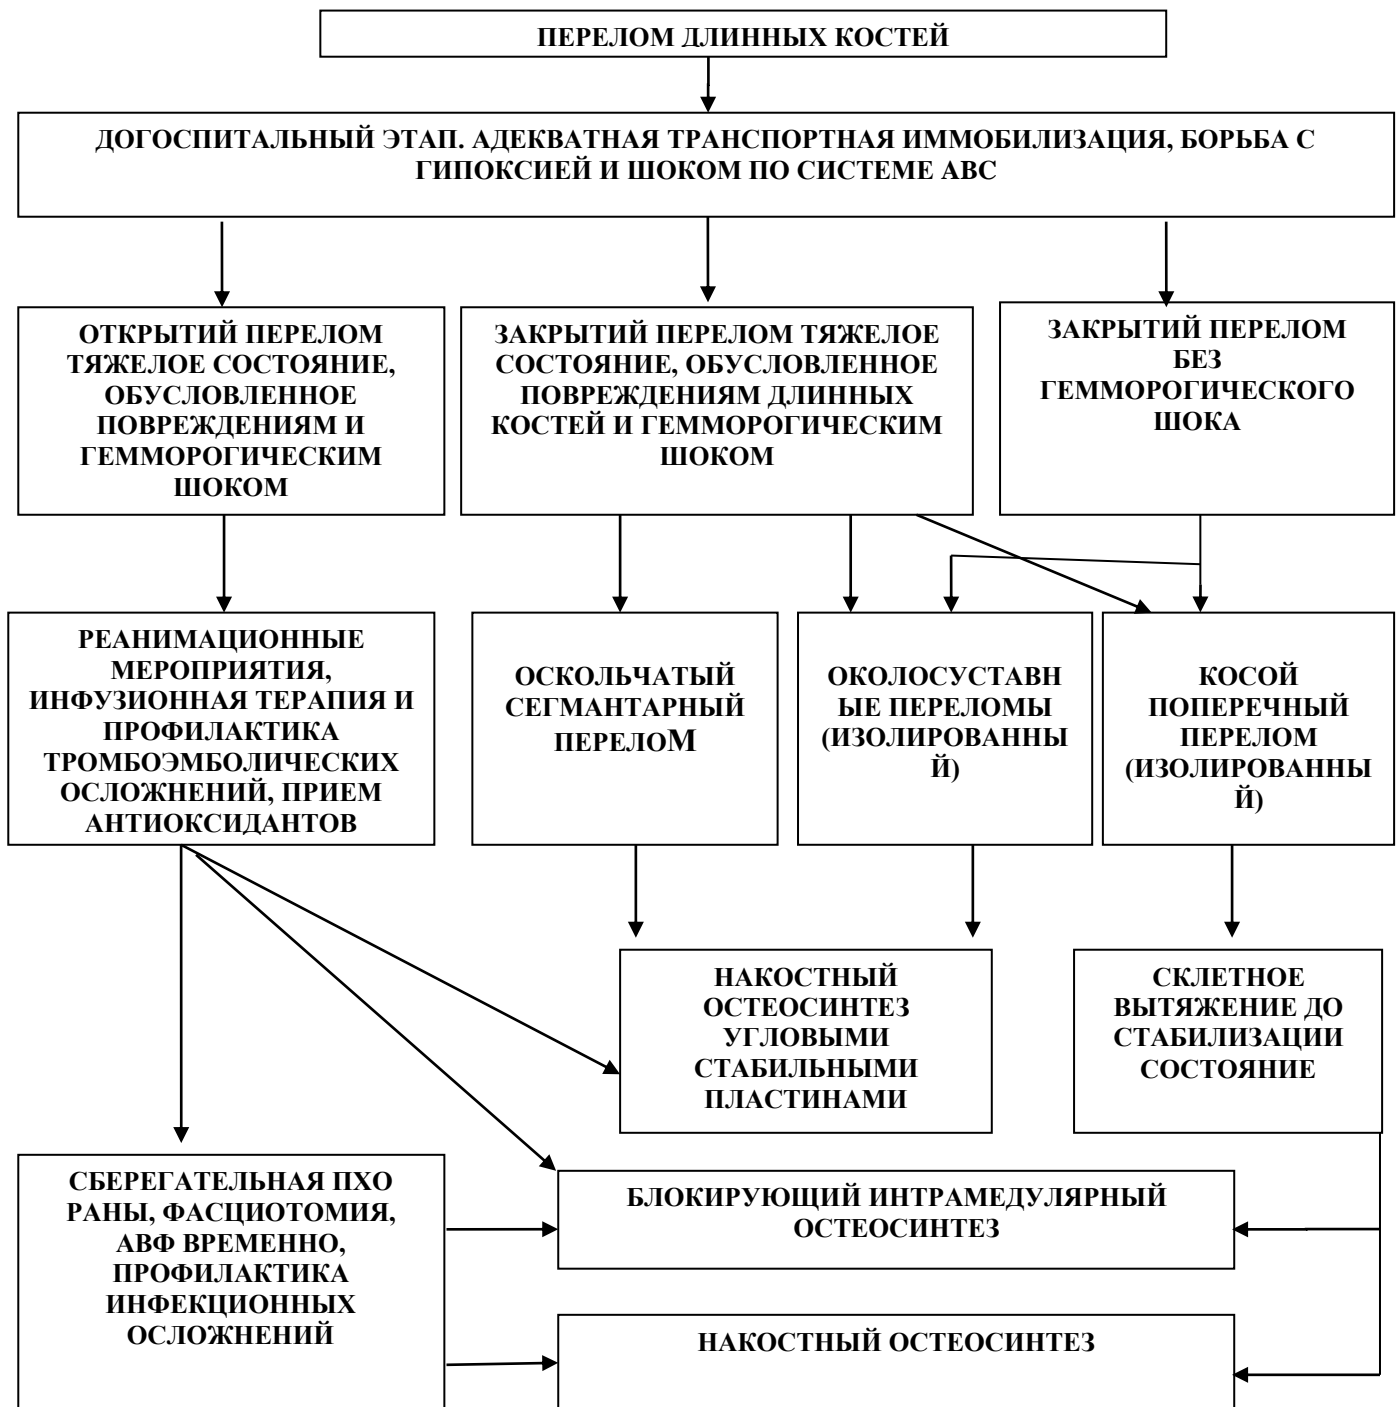 ПЕРЕЛОМ ДЛИННЫХ КОСТЕЙ
ДОГОСПИТАЛЬНЫЙ ЭТАП. АДЕКВАТНАЯ ТРАНСПОРТНАЯ ИММОБИЛИЗАЦИЯ, БОРЬБА С
ГИПОКСИЕЙ И ШОКОМ ПО СИСТЕМЕ АВС
ОТКРЫТИЙ ПЕРЕЛОМ
ТЯЖЕЛОЕ СОСТОЯНИЕ,
ОБУСЛОВЛЕННОЕ
ПОВРЕЖДЕНИЯМ И
ГЕММОРОГИЧЕСКИМ
ШОКОМ
ЗАКРЫТИЙ ПЕРЕЛОМ ТЯЖЕЛОЕ
СОСТОЯНИЕ, ОБУСЛОВЛЕННОЕ
ПОВРЕЖДЕНИЯМ ДЛИННЫХ
КОСТЕЙ И ГЕММОРОГИЧЕСКИМ
ШОКОМ
ЗАКРЫТИЙ ПЕРЕЛОМ
БЕЗ
ГЕММОРОГИЧЕСКОГО
ШОКА
РЕАНИМАЦИОННЫЕ
МЕРОПРИЯТИЯ,
ИНФУЗИОННАЯ ТЕРАПИЯ И
ПРОФИЛАКТИКА
ТРОМБОЭМБОЛИЧЕСКИХ
ОСЛОЖНЕНИЙ, ПРИЕМ
АНТИОКСИДАНТОВ
ОСКОЛЬЧАТЫЙ
СЕГМАНТАРНЫЙ
ПЕРЕЛОМ
ОКОЛОСУСТАВН
ЫЕ ПЕРЕЛОМЫ
(ИЗОЛИРОВАННЫ
Й)
КОСОЙ
ПОПЕРЕЧНЫЙ
ПЕРЕЛОМ
(ИЗОЛИРОВАННЫ
Й)
НАКОСТНЫЙ
ОСТЕОСИНТЕЗ
УГЛОВЫМИ
СТАБИЛЬНЫМИ
ПЛАСТИНАМИ
СКЛЕТНОЕ
ВЫТЯЖЕНИЕ ДО
СТАБИЛИЗАЦИИ
СОСТОЯНИЕ
СБЕРЕГАТЕЛЬНАЯ ПХО
РАНЫ, ФАСЦИОТОМИЯ,
АВФ ВРЕМЕННО,
ПРОФИЛАКТИКА
ИНФЕКЦИОННЫХ
ОСЛОЖНЕНИЙ
БЛОКИРУЮЩИЙ ИНТРАМЕДУЛЯРНЫЙ
ОСТЕОСИНТЕЗ
НАКОСТНЫЙ ОСТЕОСИНТЕЗ